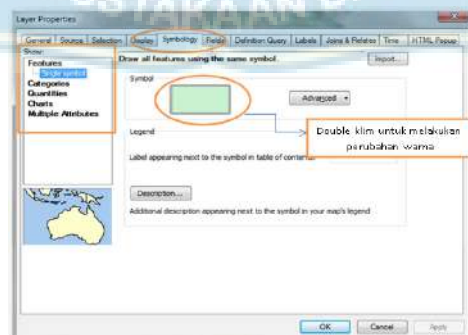 USTAKAAN
Layer Properties
General Source Selection Display Symbology Fields Definition Query Labels Joins & Relates Time HTML Popup
Show:
Features
Single symbol
Categories
Quantities
Charts
Multiple Attributes
Draw all features using the same symbol.
Import...
Symbol
Advanced
Double klim untuk melakukan
perubahan warna
Legend
Label appearing next to the symbol in table of contents:
Description...
Additional description appearing next to the symbol in your map's legend
OK Cancel Apply